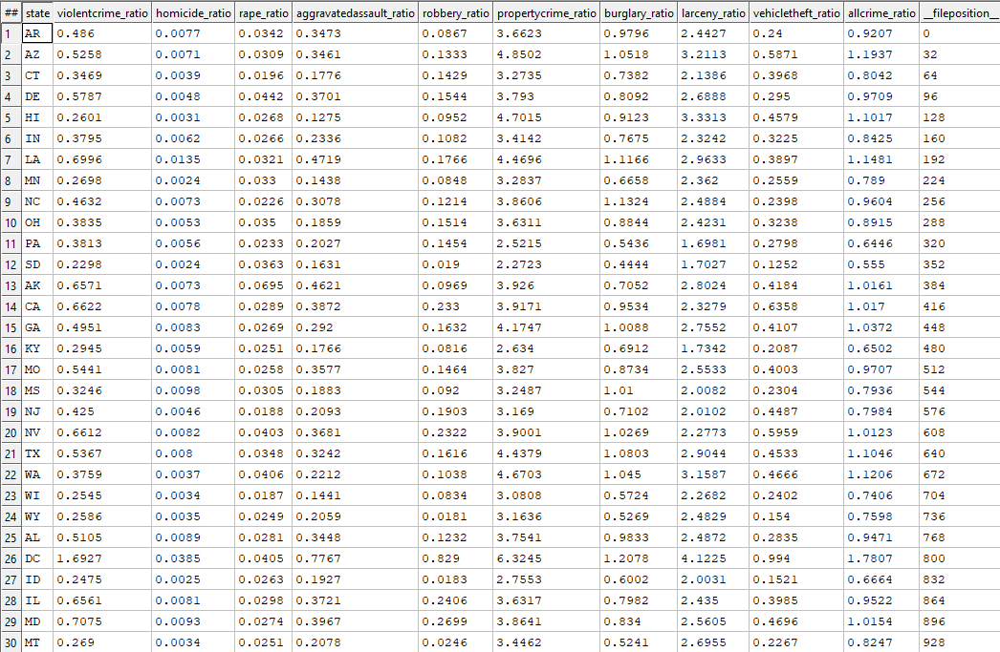 ## state violentcrime_ratio homicide_ratio rape_ratio aggravatedassault_ratio robbery_ratio propertycrime_ratio burglary_ratio larceny_ratio vehicletheft_ratio allcrime_ratio __fileposition__
1 AR 0.486 0.0077 0.0342 0.3473 0.0867 3.6623 0.9796 2.4427 0.24 0.9207 0
2 AZ 0.5258 0.0071 0.0309 0.3461 0.1333 4.8502 1.0518 3.2113 0.5871 1.1937 32
3 CT 0.3469 0.0039 0.0196 0.1776 0.1429 3.2735 0.7382 2.1386 0.3968 0.8042 64
4 DE 0.5787 0.0048 0.0442 0.3701 0.1544 3.793 0.8092 2.6888 0.295 0.9709 96
5 HI 0.2601 0.0031 0.0268 0.1275 0.0952 4.7015 0.9123 3.3313 0.4579 1.1017 128
6 IN 0.3795 0.0062 0.0266 0.2336 0.1082 3.4142 0.7675 2.3242 0.3225 0.8425 160
7 LA 0.6996 0.0135 0.0321 0.4719 0.1766 4.4696 1.1166 2.9633 0.3897 1.1481 192
8 MN 0.2698 0.0024 0.033 0.1438 0.0848 3.2837 0.6658 2.362 0.2559 0.789 224
9 NC 0.4632 0.0073 0.0226 0.3078 0.1214 3.8606 1.1324 2.4884 0.2398 0.9604 256
10 OH 0.3835 0.0053 0.035 0.1859 0.1514 3.6311 0.8844 2.4231 0.3238 0.8915 288
11 PA 0.3813 0.0056 0.0233 0.2027 0.1454 2.5215 0.5436 1.6981 0.2798 0.6446 320
12 SD 0.2298 0.0024 0.0363 0.1631 0.019 2.2723 0.4444 1.7027 0.1252 0.555 352
13 AK 0.6571 0.0073 0.0695 0.4621 0.0969 3.926 0.7052 2.8024 0.4184 1.0161 384
14 CA 0.6622 0.0078 0.0289 0.3872 0.233 3.9171 0.9534 2.3279 0.6358 1.017 416
15 GA 0.4951 0.0083 0.0269 0.292 0.1632 4.1747 1.0088 2.7552 0.4107 1.0372 448
16 KY 0.2945 0.0059 0.0251 0.1766 0.0816 2.634 0.6912 1.7342 0.2087 0.6502 480
17 MO 0.5441 0.0081 0.0258 0.3577 0.1464 3.827 0.8734 2.5533 0.4003 0.9707 512
18 MS 0.3246 0.0098 0.0305 0.1883 0.092 3.2487 1.01 2.0082 0.2304 0.7936 544
19 NJ 0.425 0.0046 0.0188 0.2093 0.1903 3.169 0.7102 2.0102 0.4487 0.7984 576
20 NV 0.6612 0.0082 0.0403 0.3681 0.2322 3.9001 1.0269 2.2773 0.5959 1.0123 608
21 TX 0.5367 0.008 0.0348 0.3242 0.1616 4.4379 1.0803 2.9044 0.4533 1.1046 640
22 WA 0.3759 0.0037 0.0406 0.2212 0.1038 4.6703 1.045 3.1587 0.4666 1.1206 672
23 WI 0.2545 0.0034 0.0187 0.1441 0.0834 3.0808 0.5724 2.2682 0.2402 0.7406 704
24 WY 0.2586 0.0035 0.0249 0.2059 0.0181 3.1636 0.5269 2.4829 0.154 0.7598 736
25 AL 0.5105 0.0089 0.0281 0.3448 0.1232 3.7541 0.9833 2.4872 0.2835 0.9471 768
26 DC 1.6927 0.0385 0.0405 0.7767 0.829 6.3245 1.2078 4.1225 0.994 1.7807 800
27 ID 0.2475 0.0025 0.0263 0.1927 0.0183 2.7553 0.6002 2.0031 0.1521 0.6664 832
28 IL 0.6561 0.0081 0.0298 0.3721 0.2406 3.6317 0.7982 2.435 0.3985 0.9522 864
29 MD 0.7075 0.0093 0.0274 0.3967 0.2699 3.8641 0.834 2.5605 0.4696 1.0154 896
30 MT 0.269 0.0034 0.0251 0.2078 0.0246 3.4462 0.5241 2.6955 0.2267 0.8247 928